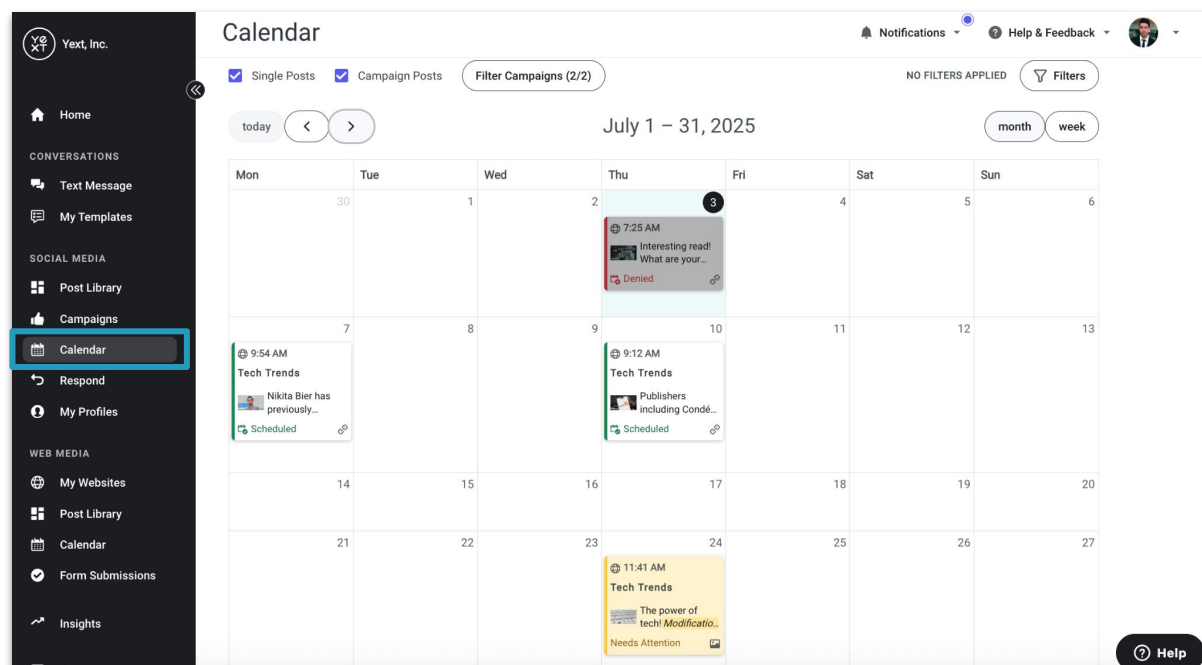 YEXT
Yext, Inc.
Home
CONVERSATIONS
Text Message
My Templates
SOCIAL MEDIA
Post Library
Campaigns
Calendar
Respond
My Profiles
WEB MEDIA
My Websites
Post Library
Calendar
Form Submissions
Insights
Calendar
Notifications
Help & Feedback
Single Posts
Campaign Posts
Filter Campaigns (2/2)
NO FILTERS APPLIED
Filters
today
July 1 – 31, 2025
month
week
Mon Tue Wed Thu Fri Sat Sun
30 1 2 3 4 5 6
7:25 AM
Interesting read!
What are your...
Denied
7 8 9 10 11 12 13
9:54 AM
Tech Trends
Nikita Bier has
previously...
Scheduled
9:12 AM
Tech Trends
Publishers
including Condé...
Scheduled
14 15 16 17 18 19 20
21 22 23 24 25 26 27
11:41 AM
Tech Trends
The power of
tech! Modificatio...
Needs Attention
Help